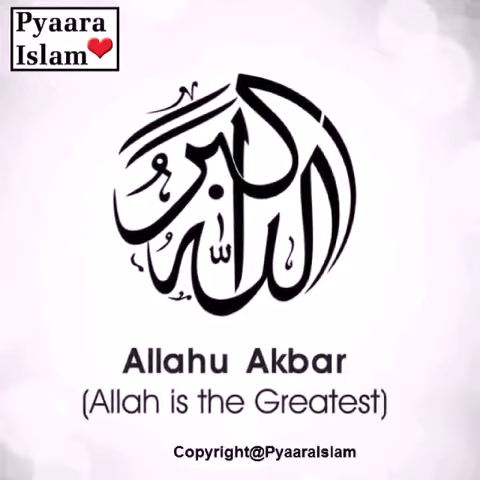 Pyaara
Islam
الله أكبر
Allahu Akbar
(Allah is the Greatest)
Copyright@PyaaraIslam